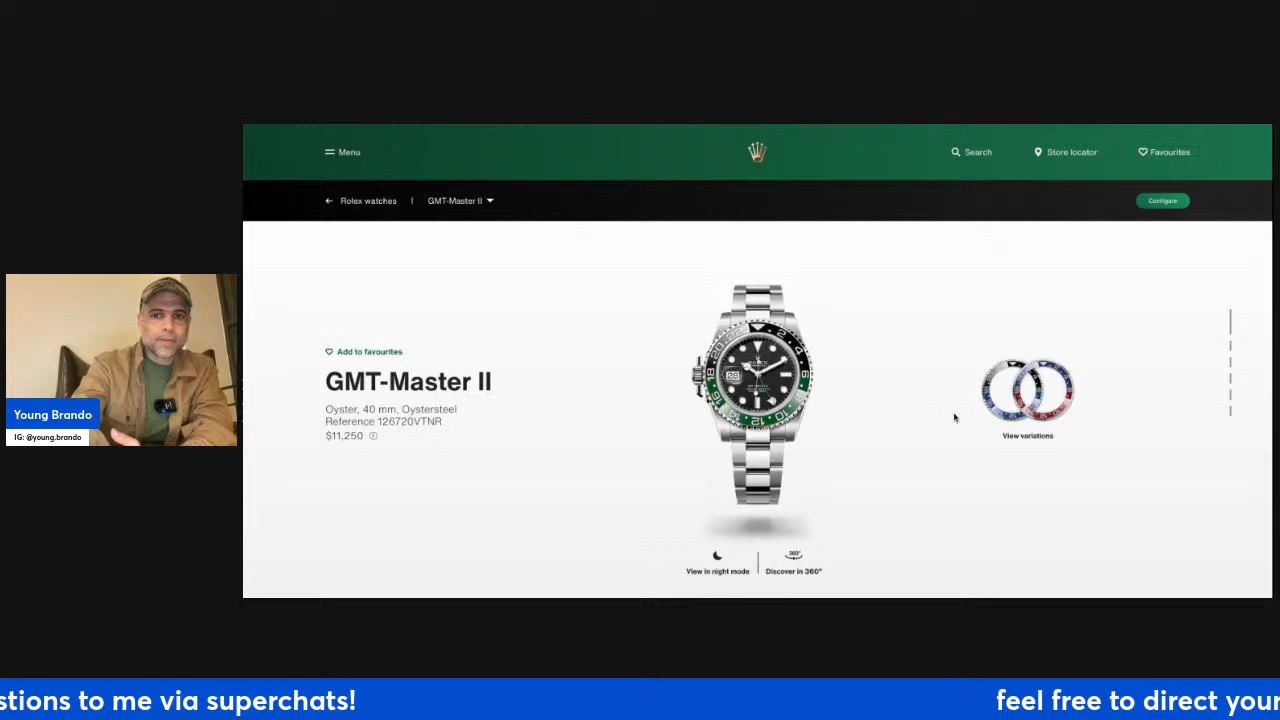 Menu
Search
Store locator
Favourites
Rolex watches
GMT-Master II
Configure
Add to favourites
GMT-Master II
Oyster, 40 mm, Oystersteel
Reference 126720VTNR
$11,250
View variations
Young Brando
IG: @young.brando
View in night mode
360°
Discover in 360°
stions to me via superchats!
feel free to direct your